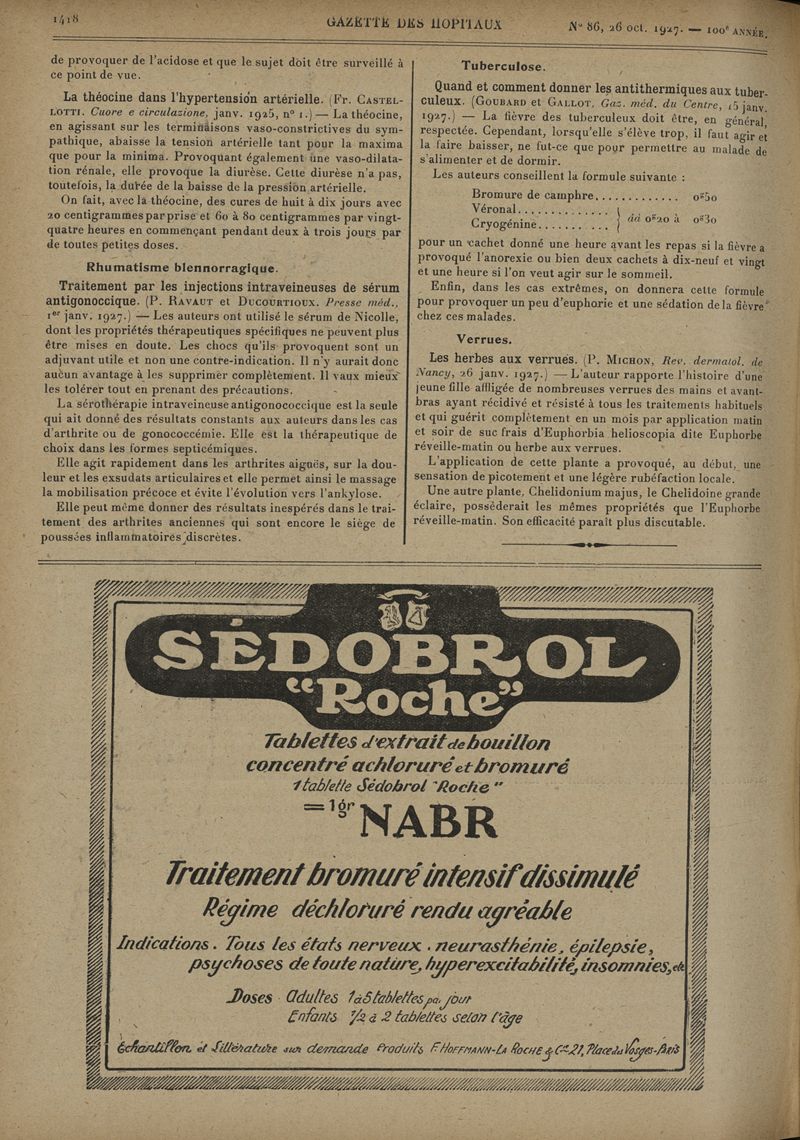 1418
GAZETTE DES HOPITAUX
N° 86, 26 oct. 1927. — 100e ANNÉE.
de provoquer de l'acidose et que le sujet doit être surveillé à
ce point de vue.
La théocine dans l'hypertension artérielle. (FR. CASTEL-
LOTTI. Cuore e circulazione, janv. 1925, n° 1.) — La théocine,
en agissant sur les terminaisons vaso-constrictives du sym-
pathique, abaisse la tension artérielle tant pour la maxima
que pour la minima. Provoquant également une vaso-dilata-
tion rénale, elle provoque la diurèse. Cette diurèse n'a pas,
toutefois, la durée de la baisse de la pression artérielle.
On fait, avec la théocine, des cures de huit à dix jours avec
20 centigrammes par prise et 60 à 80 centigrammes par vingt-
quatre heures en commençant pendant deux à trois jours par
de toutes petites doses.
Rhumatisme blennorragique.
Traitement par les injections intraveineuses de sérum
antigonoccique. (P. RAVAUT et DUCOURTIOUX. Presse méd.,
1er janv. 1927.) — Les auteurs ont utilisé le sérum de Nicolle,
dont les propriétés thérapeutiques spécifiques ne peuvent plus
être mises en doute. Les chocs qu'ils provoquent sont un
adjuvant utile et non une contre-indication. Il n'y aurait donc
aucun avantage à les supprimer complètement. Il vaux mieux
les tolérer tout en prenant des précautions.
La sérothérapie intraveineuse antigonococcique est la seule
qui ait donné des résultats constants aux auteurs dans les cas
d'arthrite ou de gonococcémie. Elle est la thérapeutique de
choix dans les formes septicémiques.
Elle agit rapidement dans les arthrites aiguës, sur la dou-
leur et les exsudats articulaires et elle permet ainsi le massage
la mobilisation précoce et évite l'évolution vers l'ankylose.
Elle peut même donner des résultats inespérés dans le trai-
tement des arthrites anciennes qui sont encore le siège de
poussées inflammatoires discrètes.
Tuberculose.
Quand et comment donner les antithermiques aux tuber-
culeux. (GOUBARD et GALLOT, Gaz. méd. du Centre, 15 janv.
1927.) — La fièvre des tuberculeux doit être, en général,
respectée. Cependant, lorsqu'elle s'élève trop, il faut agir et
la faire baisser, ne fut-ce que pour permettre au malade de
s'alimenter et de dormir.
Les auteurs conseillent la formule suivante :
Bromure de camphre............ 0g50
Véronal............. } āā 0g20 à 0g30
Cryogénine.......... }
pour un cachet donné une heure avant les repas si la fièvre a
provoqué l'anorexie ou bien deux cachets à dix-neuf et vingt
et une heure si l'on veut agir sur le sommeil.
Enfin, dans les cas extrêmes, on donnera cette formule
pour provoquer un peu d'euphorie et une sédation de la fièvre
chez ces malades.
Verrues.
Les herbes aux verrues. (P. MICHON, Rev. dermatol. de
Nancy, 26 janv. 1927.) — L'auteur rapporte l'histoire d'une
jeune fille affligée de nombreuses verrues des mains et avant-
bras ayant récidivé et résisté à tous les traitements habituels
et qui guérit complètement en un mois par application matin
et soir de suc frais d'Euphorbia helioscopia dite Euphorbe
réveille-matin ou herbe aux verrues.
L'application de cette plante a provoqué, au début, une
sensation de picotement et une légère rubéfaction locale.
Une autre plante, Chelidonium majus, le Chelidoine grande
éclaire, possèderait les mêmes propriétés que l'Euphorbe
réveille-matin. Son efficacité paraît plus discutable.
SÉDOBROL
"Roche"
Tablettes d'extrait de bouillon
concentré achloruré et bromuré
1 tablette Sédobrol "Roche"
=1gr NABR
Traitement bromuré intensif dissimulé
Régime déchloruré rendu agréable
Indications. Tous les états nerveux. neurasthénie, épilepsie,
psychoses de toute nature, hyperexcitabilité, insomnies, etc
Doses Adultes 1 à 5 tablettes par jour
Enfants 1/2 à 2 tablettes selon l'âge
Échantillon et Littérature sur demande Produits F. HOFFMANN-LA ROCHE & Cie 21, Place des Vosges-Paris